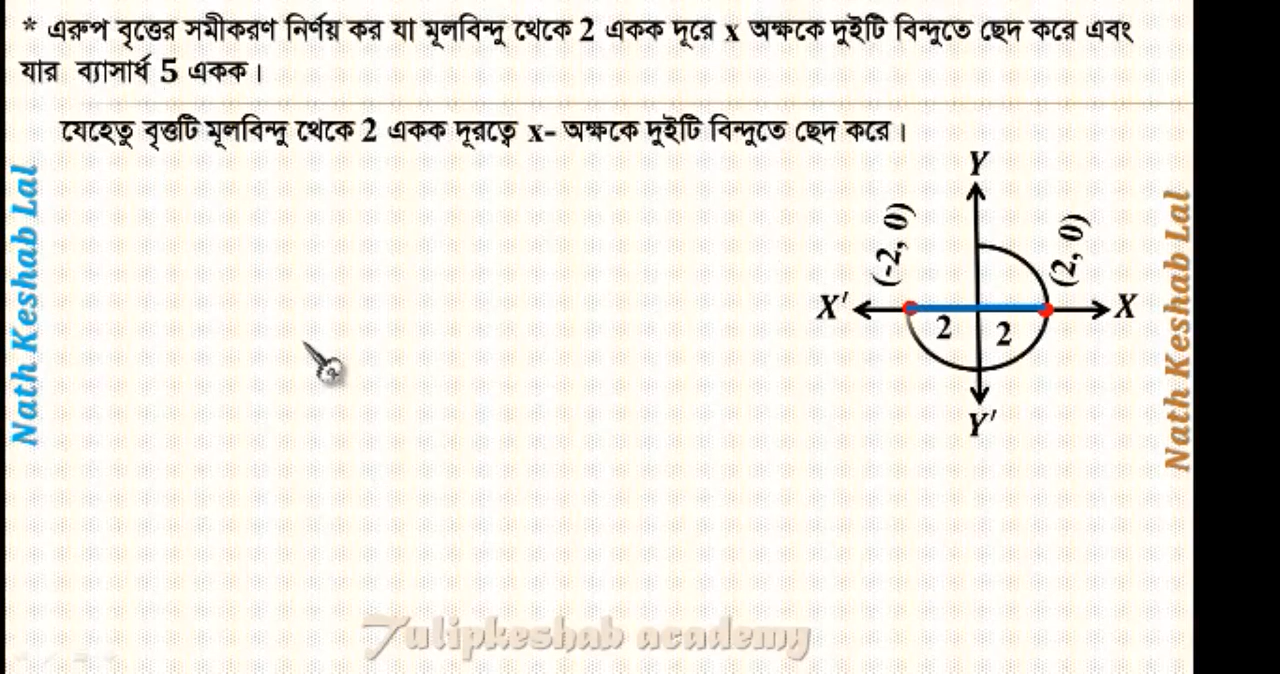 * এরুপ বৃত্তের সমীকরণ নির্ণয় কর যা মূলবিন্দু থেকে 2 একক দূরে x অক্ষকে দুইটি বিন্দুতে ছেদ করে এবং
যার ব্যাসার্ধ 5 একক।
যেহেতু বৃত্তটি মূলবিন্দু থেকে 2 একক দূরত্বে x- অক্ষকে দুইটি বিন্দুতে ছেদ করে।
Y
(-2, 0)
(2, 0)
X′
X
2
2
Y′
Nath Keshab Lal
Nath Keshab Lal
Tulipkeshab academy